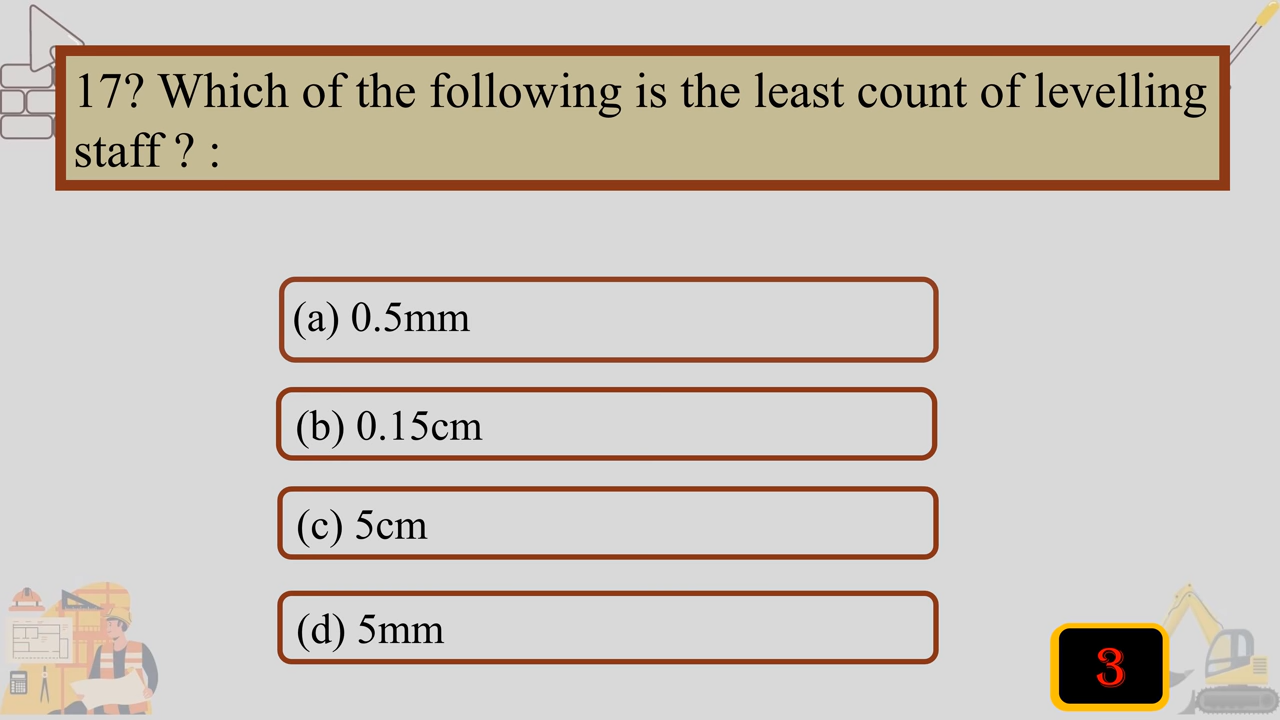 17? Which of the following is the least count of levelling
staff ? :
(a) 0.5mm
(b) 0.15cm
(c) 5cm
(d) 5mm
3